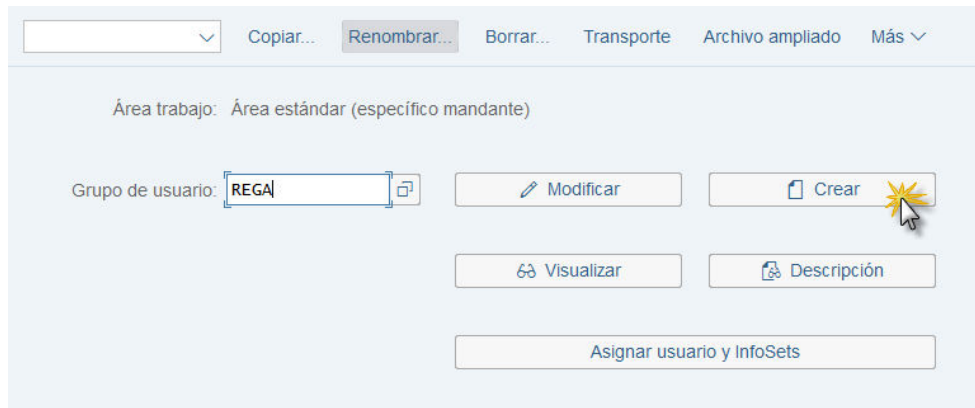 Copiar... Renombrar... Borrar... Transporte Archivo ampliado Más
Área trabajo: Área estándar (específico mandante)
Grupo de usuario: REGA Modificar Crear
Visualizar Descripción
Asignar usuario y InfoSets